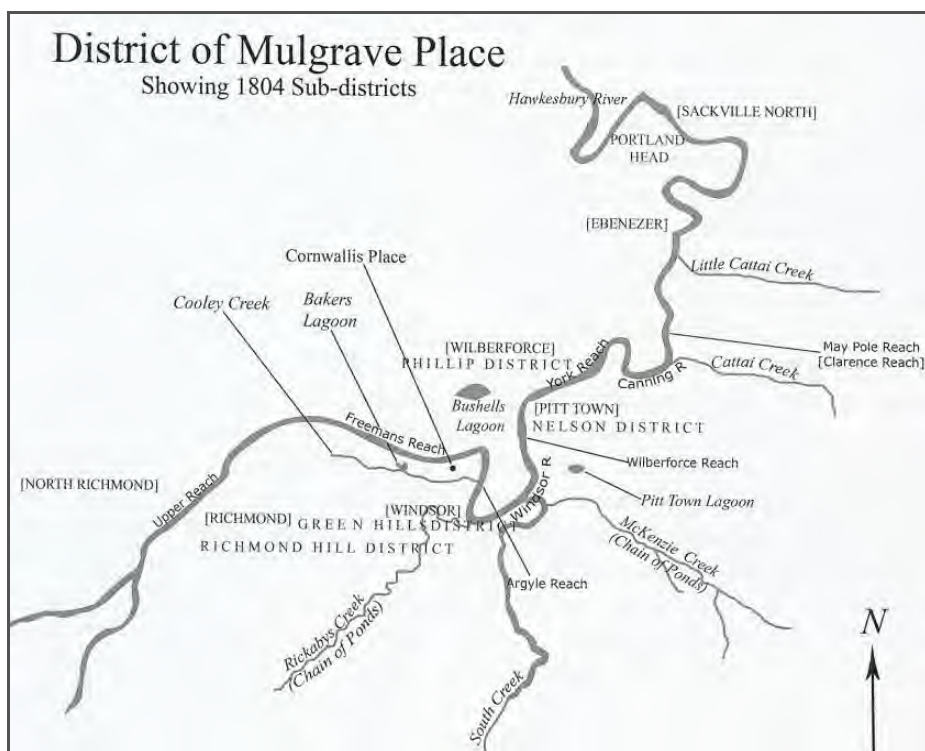 District of Mulgrave Place
Showing 1804 Sub-districts
Hawkesbury River
[SACKVILLE NORTH]
PORTLAND
HEAD
[EBENEZER]
Little Cattai Creek
Cornwallis Place
Cooley Creek
Bakers
Lagoon
[WILBERFORCE]
PHILLIP DISTRICT
York Reach
May Pole Reach
[Clarence Reach]
Canning R
Cattai Creek
Bushells
Lagoon
[PITT TOWN]
NELSON DISTRICT
Freemans Reach
Wilberforce Reach
[NORTH RICHMOND]
Upper Reach
Windsor R
Pitt Town Lagoon
[RICHMOND]
[WINDSOR]
GREEN HILLS DISTRICT
RICHMOND HILL DISTRICT
McKenzie Creek
(Chain of Ponds)
Argyle Reach
Rickabys Creek
(Chain of Ponds)
South Creek
N